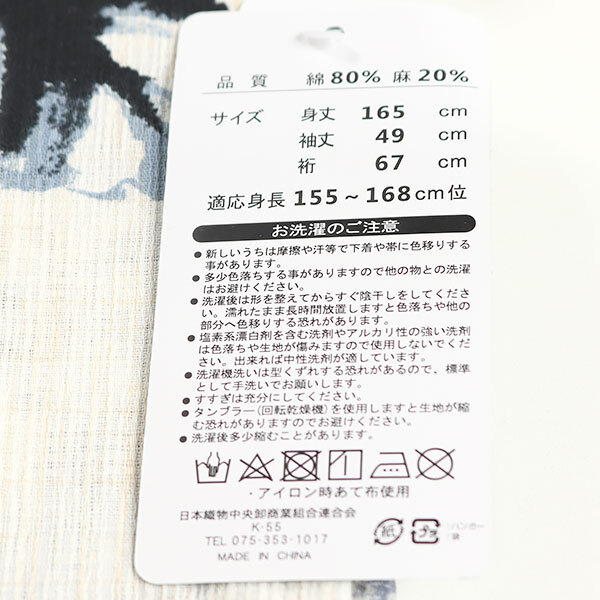 品 質 綿 80% 麻 20%
サイズ 身丈 165 cm
袖丈 49 cm
裄 67 cm
適応身長 155～168cm位
お洗濯のご注意
●新しいうちは摩擦や汗等で下着や帯に色移りする
事があります。
●多少色落ちする事がありますので他の物との洗濯
はお避けください。
●洗濯後は形を整えてからすぐ陰干しをしてくださ
い。濡れたまま長時間放置しますと色落ちや他の
部分へ色移りする恐れがあります。
●塩素系漂白剤を含む洗剤やアルカリ性の強い洗剤
は色落ちや生地が傷みますので使用しないでくだ
さい。出来れば中性洗剤が適しています。
●洗濯機洗いは型くずれする恐れがあるので、標準
として手洗いでお願いします。
●すすぎは充分にしてください。
●タンブラー(回転乾燥機)を使用しますと生地が縮
む恐れがありますのでおやめください。
●洗濯後多少縮むことがあります。
・アイロン時あて布使用
日本織物中央卸商業組合連合会
K-55
TEL 075-353-1017
MADE IN CHINA
紙
プラ
:ハンガー
袋